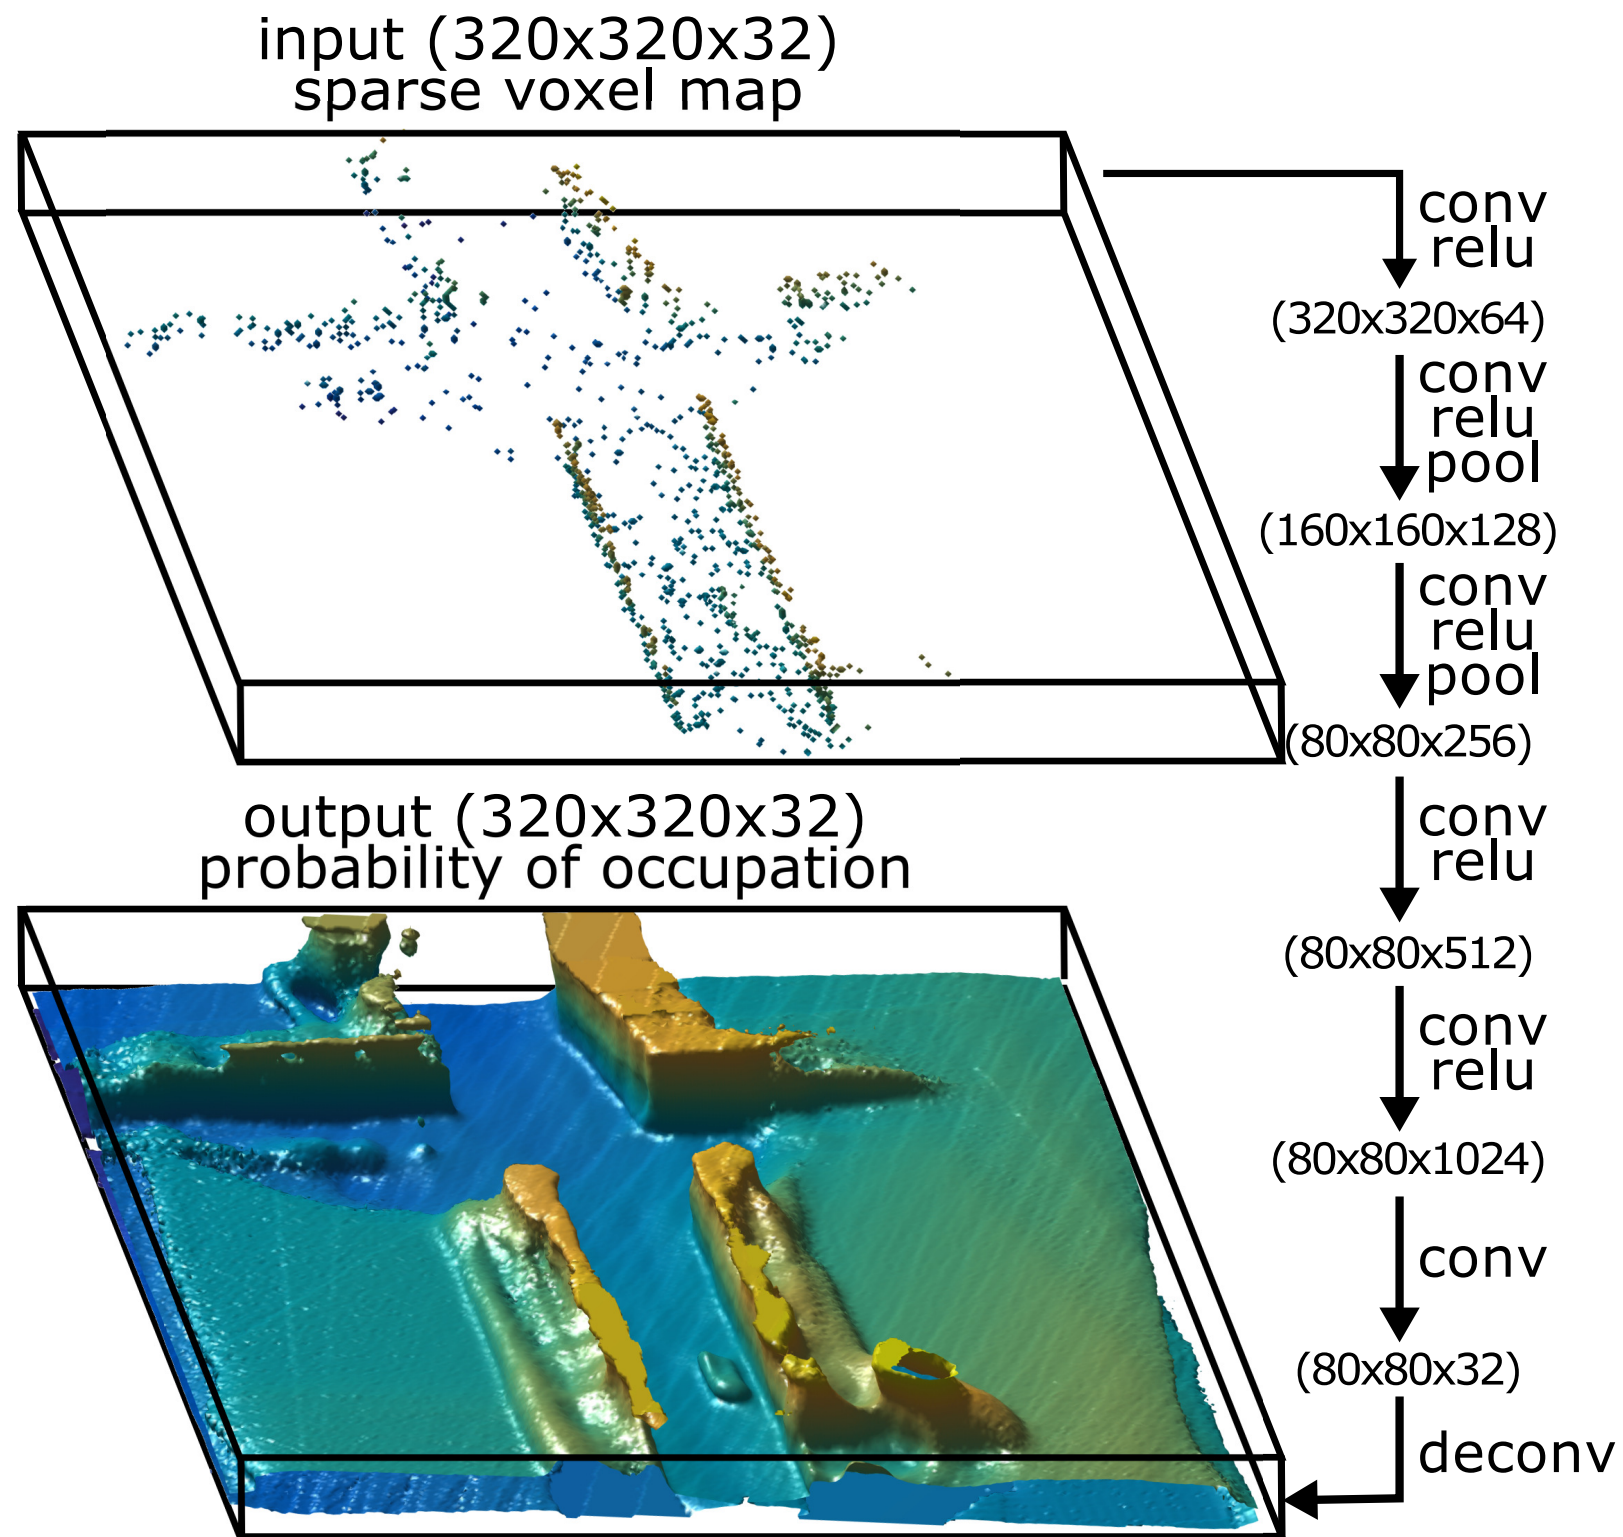 input (320x320x32)
sparse voxel map
conv
relu
(320x320x64)
conv
relu
pool
(160x160x128)
conv
relu
pool
(80x80x256)
conv
relu
(80x80x512)
conv
relu
(80x80x1024)
conv
(80x80x32)
deconv
output (320x320x32)
probability of occupation